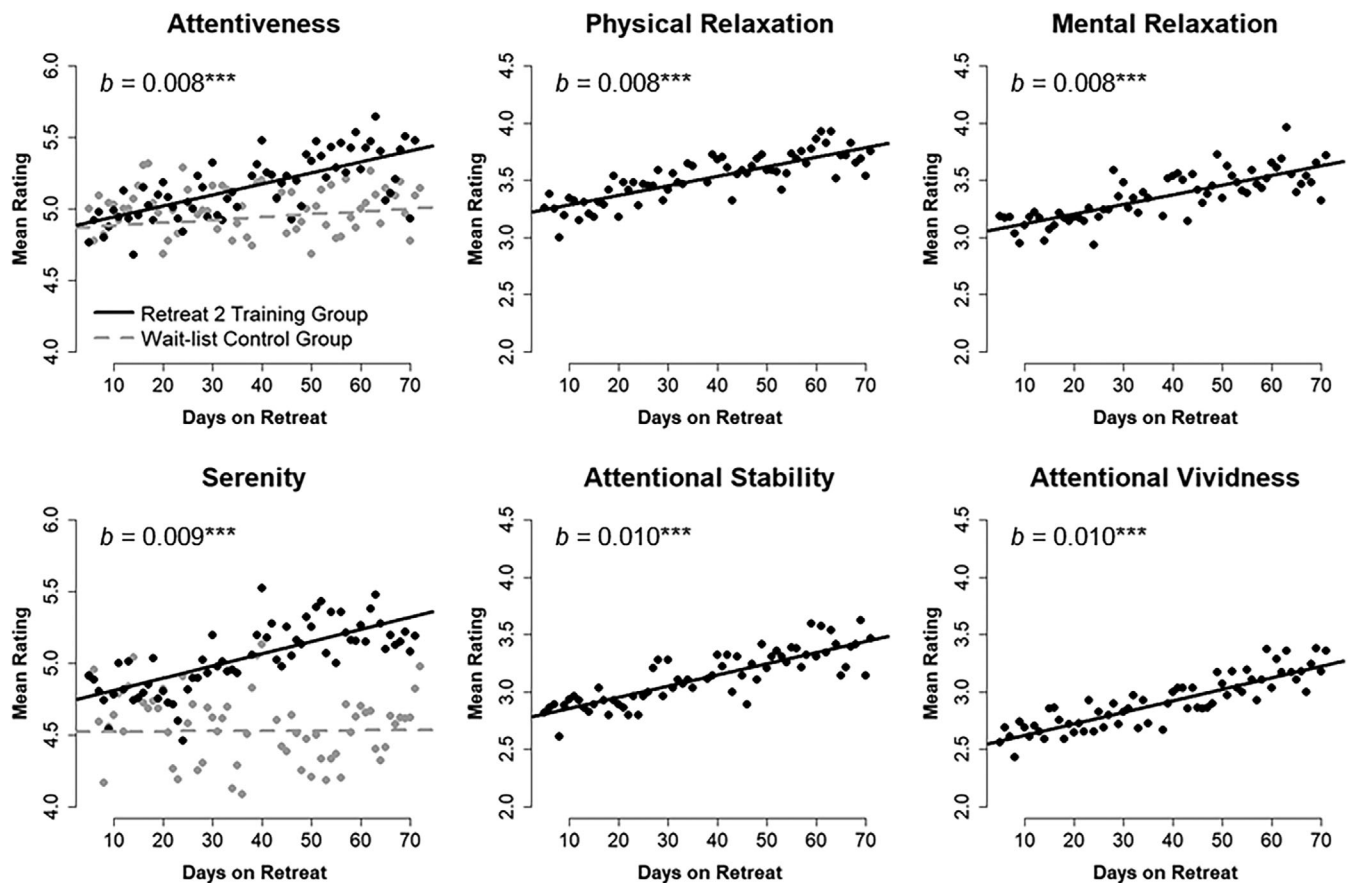 Attentiveness
b = 0.008***
Mean Rating
6.0
5.5
5.0
4.5
4.0
Retreat 2 Training Group
Wait-list Control Group
10 20 30 40 50 60 70
Days on Retreat
Physical Relaxation
b = 0.008***
Mean Rating
4.5
4.0
3.5
3.0
2.5
2.0
10 20 30 40 50 60 70
Days on Retreat
Mental Relaxation
b = 0.008***
Mean Rating
4.5
4.0
3.5
3.0
2.5
2.0
10 20 30 40 50 60 70
Days on Retreat
Serenity
b = 0.009***
Mean Rating
6.0
5.5
5.0
4.5
4.0
10 20 30 40 50 60 70
Days on Retreat
Attentional Stability
b = 0.010***
Mean Rating
4.5
4.0
3.5
3.0
2.5
2.0
10 20 30 40 50 60 70
Days on Retreat
Attentional Vividness
b = 0.010***
Mean Rating
4.5
4.0
3.5
3.0
2.5
2.0
10 20 30 40 50 60 70
Days on Retreat